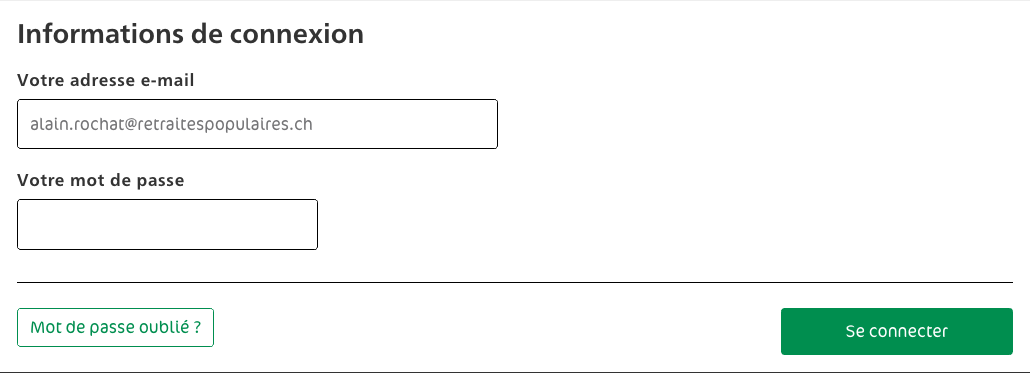 Informations de connexion
Votre adresse e-mail
alain.rochat@retraitespopulaires.ch
Votre mot de passe
Mot de passe oublié ?
Se connecter